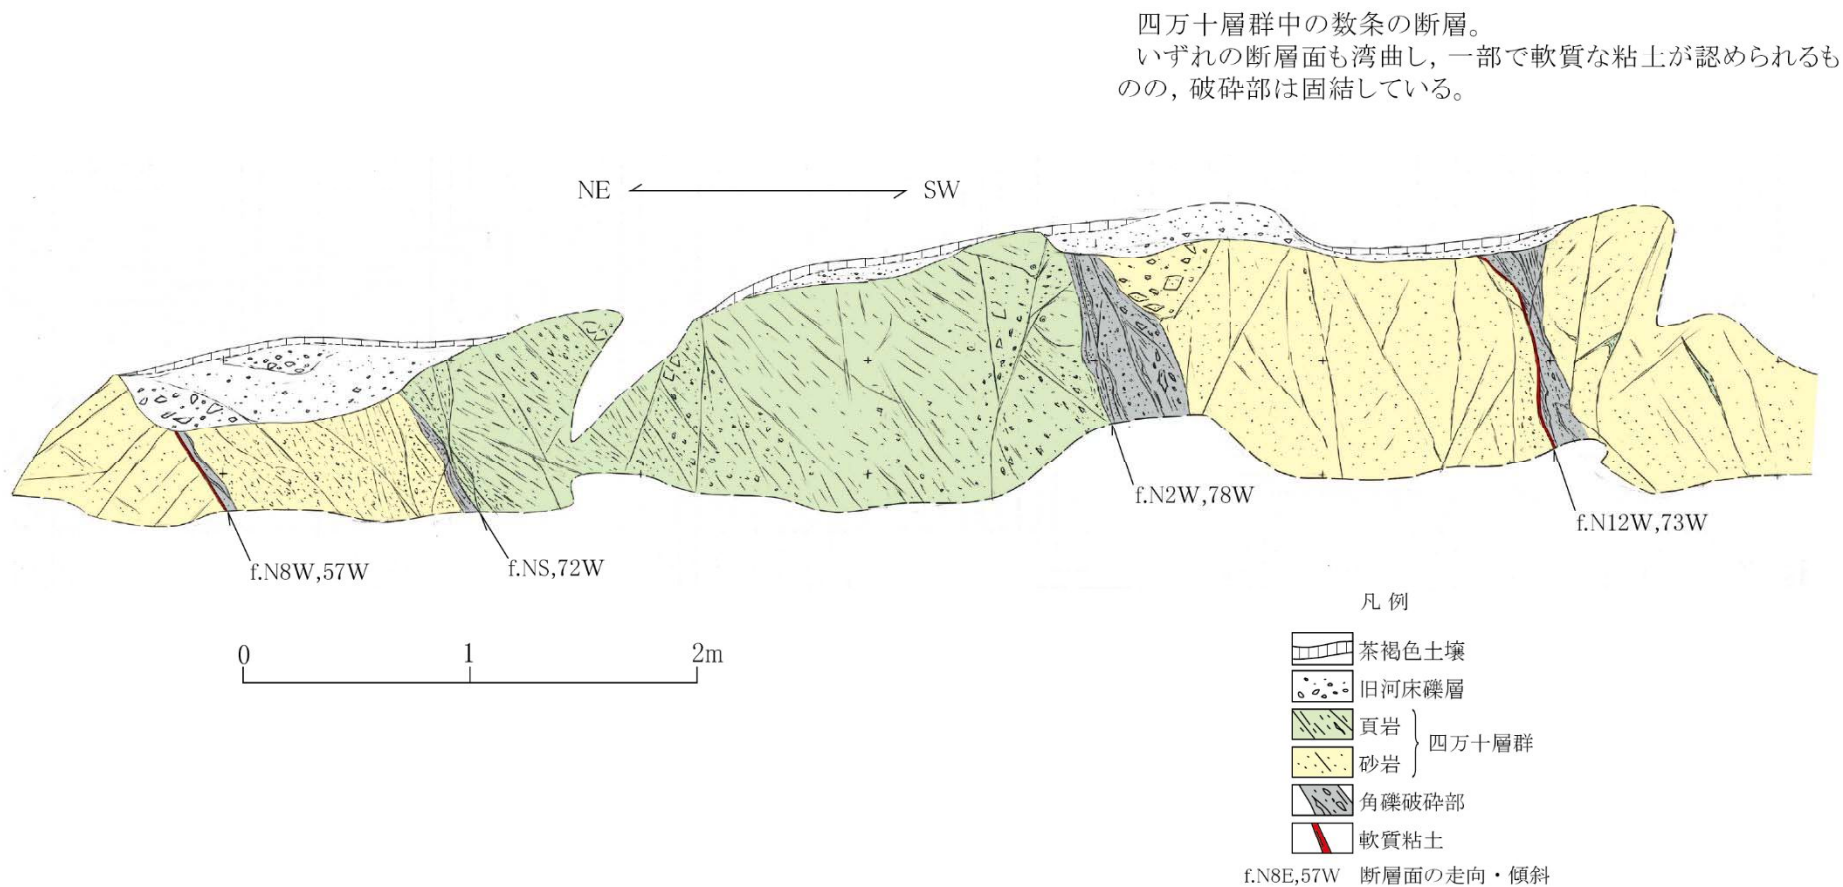 四万十層群中の数条の断層。
いずれの断層面も湾曲し，一部で軟質な粘土が認められるも
のの，破砕部は固結している。
NE SW
f.N8W,57W
f.NS,72W
f.N2W,78W
f.N12W,73W
0 1 2m
凡 例
茶褐色土壌
旧河床礫層
頁岩
四万十層群
砂岩
角礫破砕部
軟質粘土
f.N8E,57W 断層面の走向・傾斜